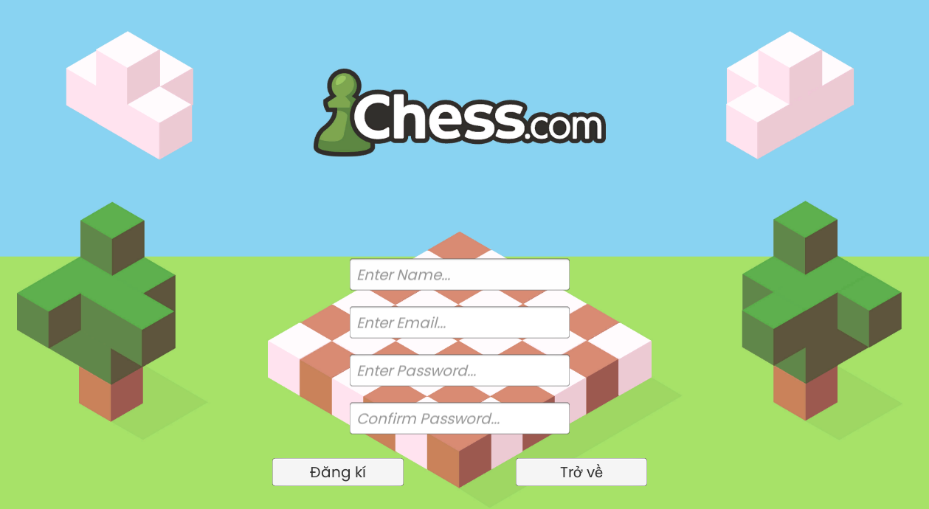 Chess.com
Enter Name...
Enter Email...
Enter Password...
Confirm Password...
Đăng kí
Trở về